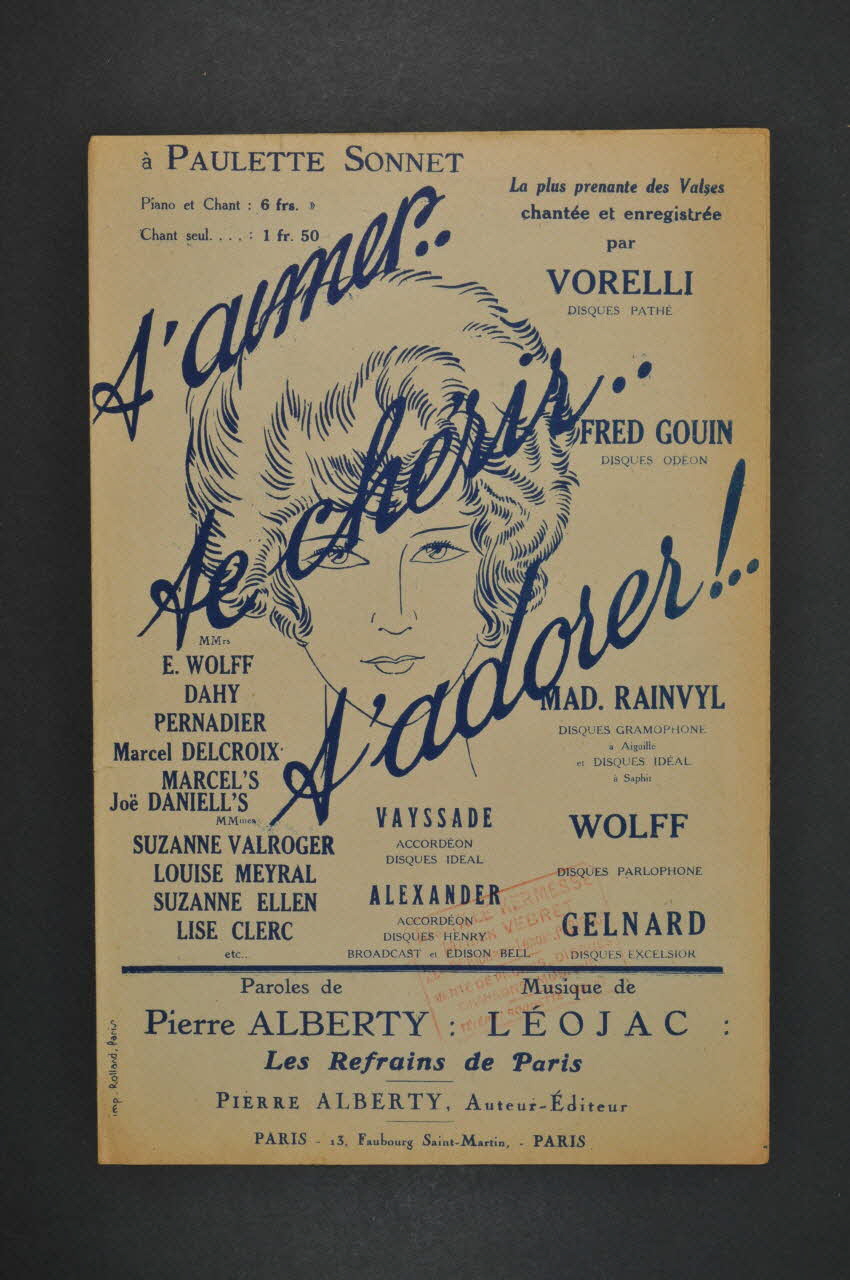 à PAULETTE SONNET
Piano et Chant : 6 frs. »
Chant seul. . . . : 1 fr. 50
La plus prenante des Valses
chantée et enregistrée
par
VORELLI
DISQUES PATHÉ
S'aimer..
FRED GOUIN
DISQUES ODÉON
Se chérir...
S'adorer!..
MMrs
E. WOLFF
DAHY
PERNADIER
Marcel DELCROIX
MARCEL'S
Joë DANIELL'S
MMmes
SUZANNE VALROGER
LOUISE MEYRAL
SUZANNE ELLEN
LISE CLERC
etc...
VAYSSADE
ACCORDÉON
DISQUES IDEAL
ALEXANDER
ACCORDÉON
DISQUES HENRY
BROADCAST et EDISON BELL
MAD. RAINVYL
DISQUES GRAMOPHONE
a Aiguille
et DISQUES IDÉAL
à Saphir
WOLFF
DISQUES PARLOPHONE
GELNARD
DISQUES EXCELSIOR
KERMESSE
VEBRET
Paroles de
Musique de
Pierre ALBERTY : LÉOJAC :
Les Refrains de Paris
PIERRE ALBERTY, Auteur-Éditeur
PARIS - 13, Faubourg Saint-Martin, - PARIS
imp. Rolland, Paris